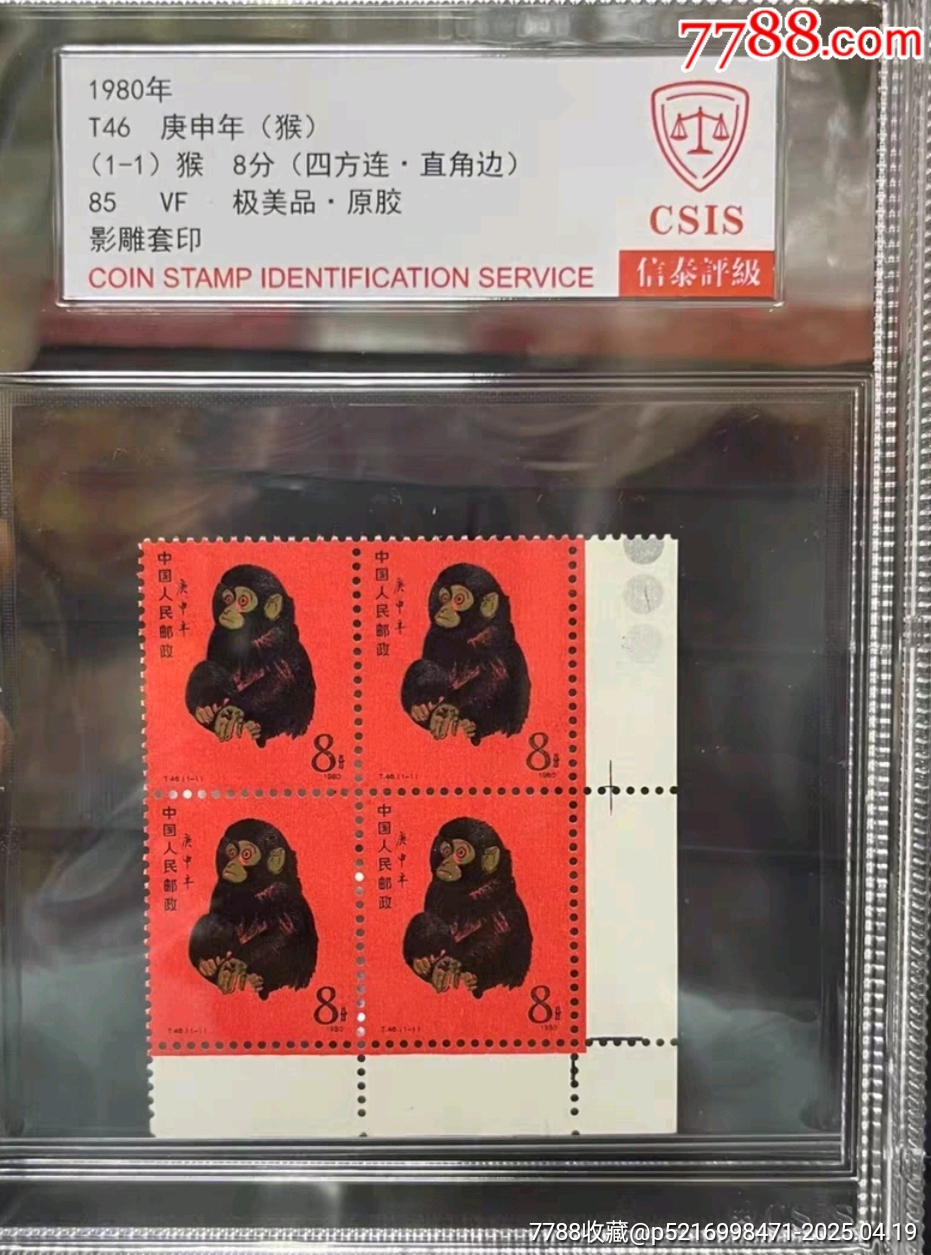 7788.com
1980年
T46 庚申年（猴）
（1-1）猴 8分（四方连·直角边）
85 VF 极美品·原胶
影雕套印
COIN STAMP IDENTIFICATION SERVICE
CSIS
信泰評級
中国人民邮政
庚申年
8分
T.46.(1-1)
1980
中国人民邮政
庚申年
8分
T.46.(1-1)
1980
中国人民邮政
庚申年
8分
T.46.(1-1)
1980
中国人民邮政
庚申年
8分
T.46.(1-1)
1980
7788收藏@p5216998471-2025.04.19